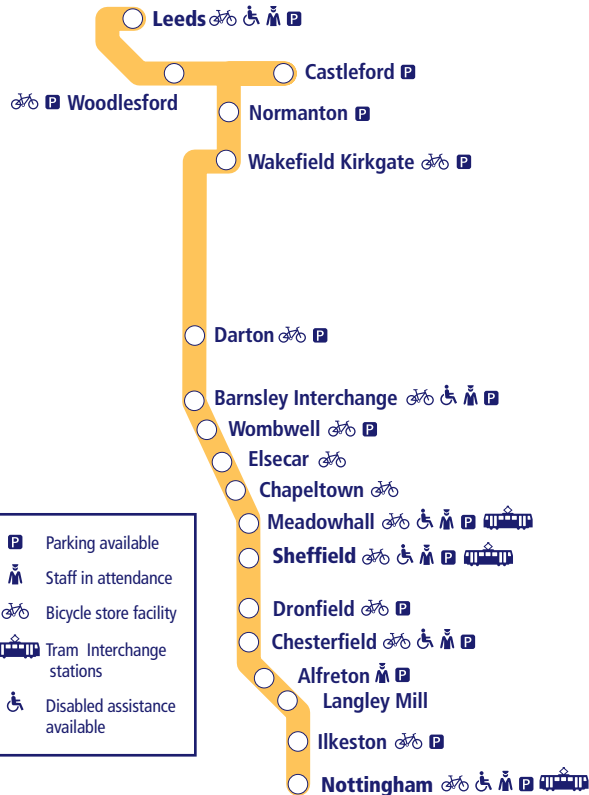 Leeds P
Castleford P
P Woodlesford
Normanton P
Wakefield Kirkgate P
Darton P
Barnsley Interchange P
Wombwell P
Elsecar
Chapeltown
Meadowhall P
Sheffield P
Dronfield P
Chesterfield P
Alfreton P
Langley Mill
Ilkeston P
Nottingham P
P Parking available
Staff in attendance
Bicycle store facility
Tram Interchange
stations
Disabled assistance
available